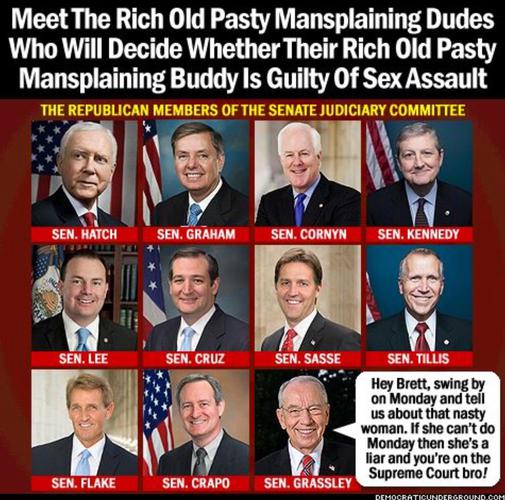 Meet The Rich Old Pasty Mansplaining Dudes
Who Will Decide Whether Their Rich Old Pasty
Mansplaining Buddy Is Guilty Of Sex Assault
THE REPUBLICAN MEMBERS OF THE SENATE JUDICIARY COMMITTEE
SEN. HATCH
SEN. GRAHAM
SEN. CORNYN
SEN. KENNEDY
SEN. LEE
SEN. CRUZ
SEN. SASSE
SEN. TILLIS
SEN. FLAKE
SEN. CRAPO
SEN. GRASSLEY
Hey Brett, swing by
on Monday and tell
us about that nasty
woman. If she can't do
Monday then she's a
liar and you're on the
Supreme Court bro!
DEMOCRATICUNDERGROUND.COM